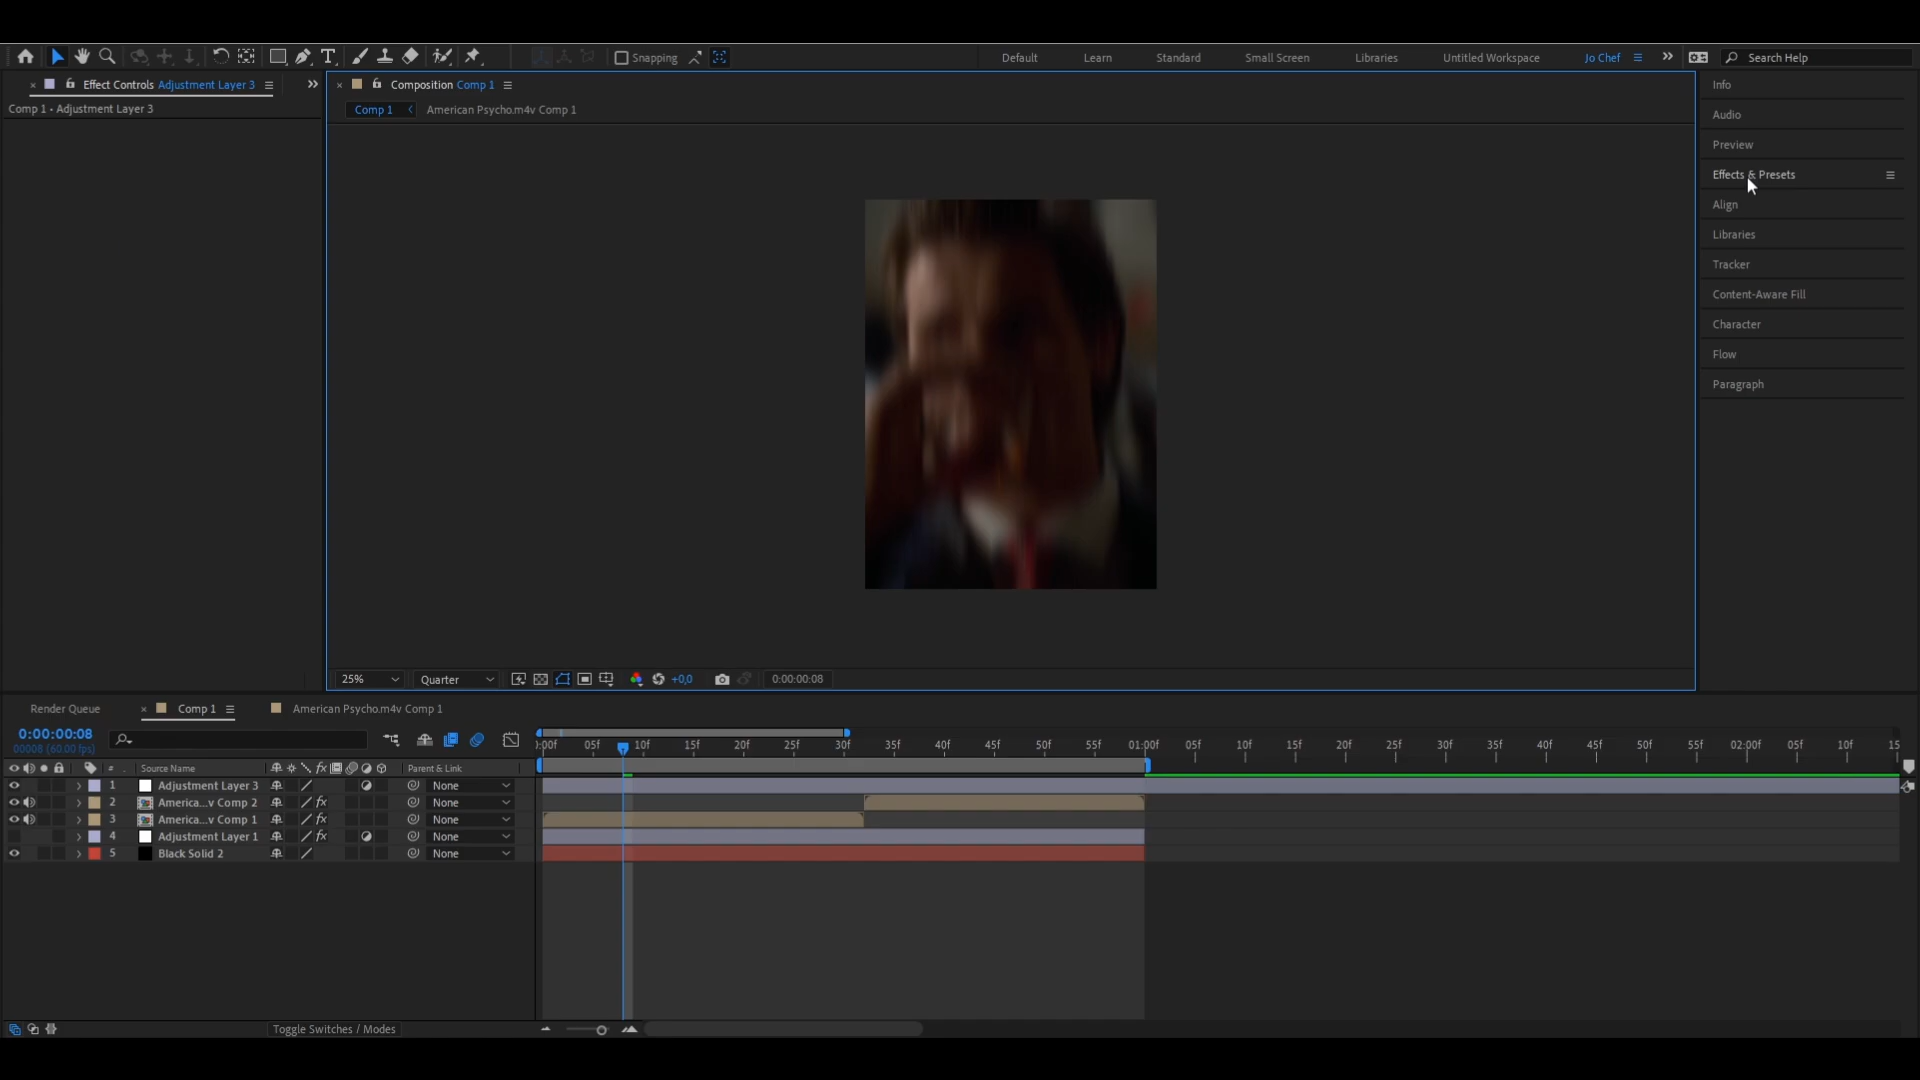 Snapping
Default
Learn
Standard
Small Screen
Libraries
Untitled Workspace
Jo Chef
Search Help
Effect Controls Adjustment Layer 3
Comp 1 • Adjustment Layer 3
Composition Comp 1
Comp 1
American Psycho.m4v Comp 1
Info
Audio
Preview
Effects & Presets
Align
Libraries
Tracker
Content-Aware Fill
Character
Flow
Paragraph
25%
Quarter
+0,0
0:00:00:08
Render Queue
Comp 1
American Psycho.m4v Comp 1
0:00:00:08
00008 (60.00 fps)
):00f 05f 10f 15f 20f 25f 30f 35f 40f 45f 50f 55f 01:00f 05f 10f 15f 20f 25f 30f 35f 40f 45f 50f 55f 02:00f 05f 10f 15
# Source Name fx Parent & Link
1 Adjustment Layer 3 None
2 America...v Comp 2 fx None
3 America...v Comp 1 fx None
4 Adjustment Layer 1 fx None
5 Black Solid 2 None
Toggle Switches / Modes